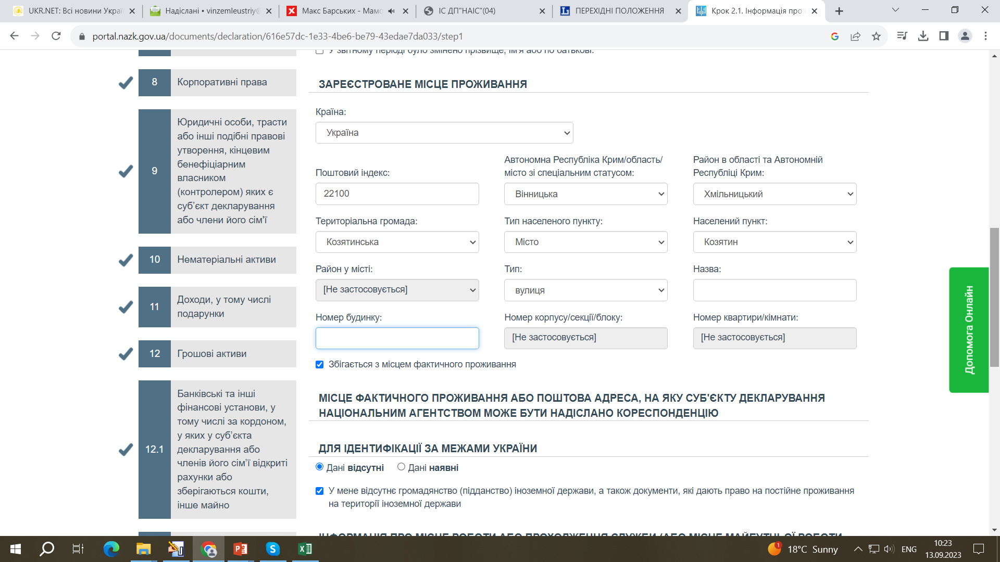 UKR.NET: Всі новини Украї
Надіслані • vinzemleustriy@
Макс Барських - Мамо
ІС ДП"НАІС"(04)
ПЕРЕХІДНІ ПОЛОЖЕННЯ
Крок 2.1. Інформація про
portal.nazk.gov.ua/documents/declaration/616e57dc-1e33-4be6-be79-43edae7da033/step1
8
Корпоративні права
9
Юридичні особи, трасти
або інші подібні правові
утворення, кінцевим
бенефіціарним
власником
(контролером) яких є
суб’єкт декларування
або члени його сім'ї
10
Нематеріальні активи
11
Доходи, у тому числі
подарунки
12
Грошові активи
12.1
Банківські та інші
фінансові установи, у
тому числі за кордоном,
у яких у суб’єкта
декларування або
членів його сім’ї відкриті
рахунки або
зберігаються кошти,
інше майно
У звітному періоді було змінено прізвище, ім'я або по батькові.
ЗАРЕЄСТРОВАНЕ МІСЦЕ ПРОЖИВАННЯ
Країна:
Україна
Поштовий індекс:
22100
Автономна Республіка Крим/область/
місто зі спеціальним статусом:
Вінницька
Район в області та Автономній
Республіці Крим:
Хмільницький
Територіальна громада:
Козятинська
Тип населеного пункту:
Місто
Населений пункт:
Козятин
Район у місті:
[Не застосовується]
Тип:
вулиця
Назва:
Номер будинку:
Номер корпусу/секції/блоку:
[Не застосовується]
Номер квартири/кімнати:
[Не застосовується]
Збігається з місцем фактичного проживання
МІСЦЕ ФАКТИЧНОГО ПРОЖИВАННЯ АБО ПОШТОВА АДРЕСА, НА ЯКУ СУБ'ЄКТУ ДЕКЛАРУВАННЯ
НАЦІОНАЛЬНИМ АГЕНТСТВОМ МОЖЕ БУТИ НАДІСЛАНО КОРЕСПОНДЕНЦІЮ
ДЛЯ ІДЕНТИФІКАЦІЇ ЗА МЕЖАМИ УКРАЇНИ
Дані відсутні
Дані наявні
У мене відсутнє громадянство (підданство) іноземної держави, а також документи, які дають право на постійне проживання
на території іноземної держави
ІНФОРМАЦІЯ ПРО МІСЦЕ РОБОТИ АБО ПРОХОДЖЕННЯ СЛУЖБИ (АБО МІСЦЕ МАЙБУТНЬОЇ РОБОТИ
Допомога Онлайн
1
18°C Sunny
ENG
10:23
13.09.2023